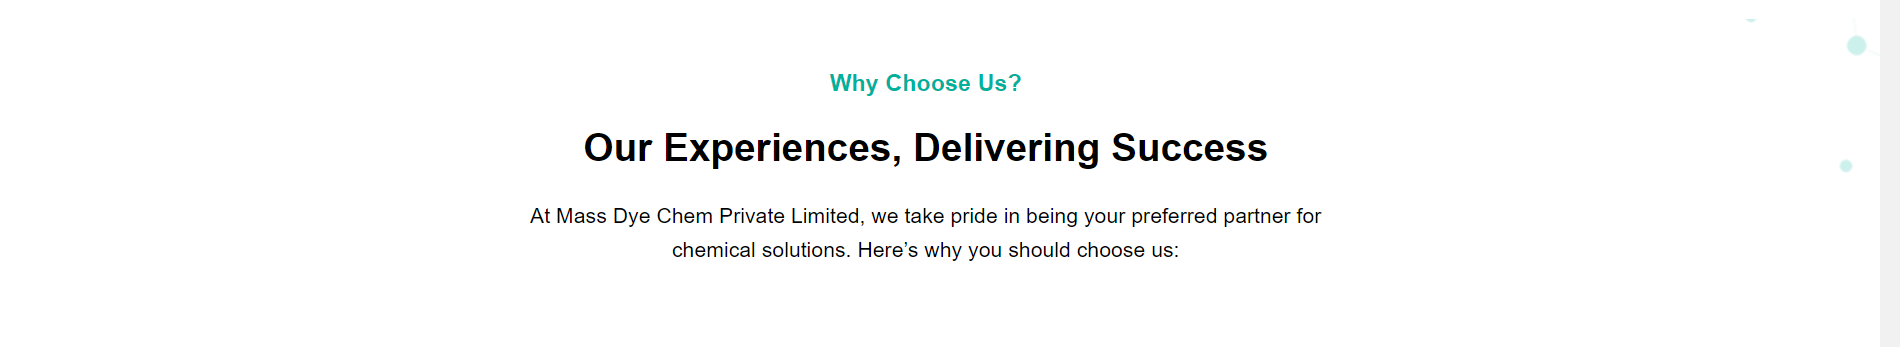 Why Choose Us?
Our Experiences, Delivering Success
At Mass Dye Chem Private Limited, we take pride in being your preferred partner for
chemical solutions. Here’s why you should choose us: